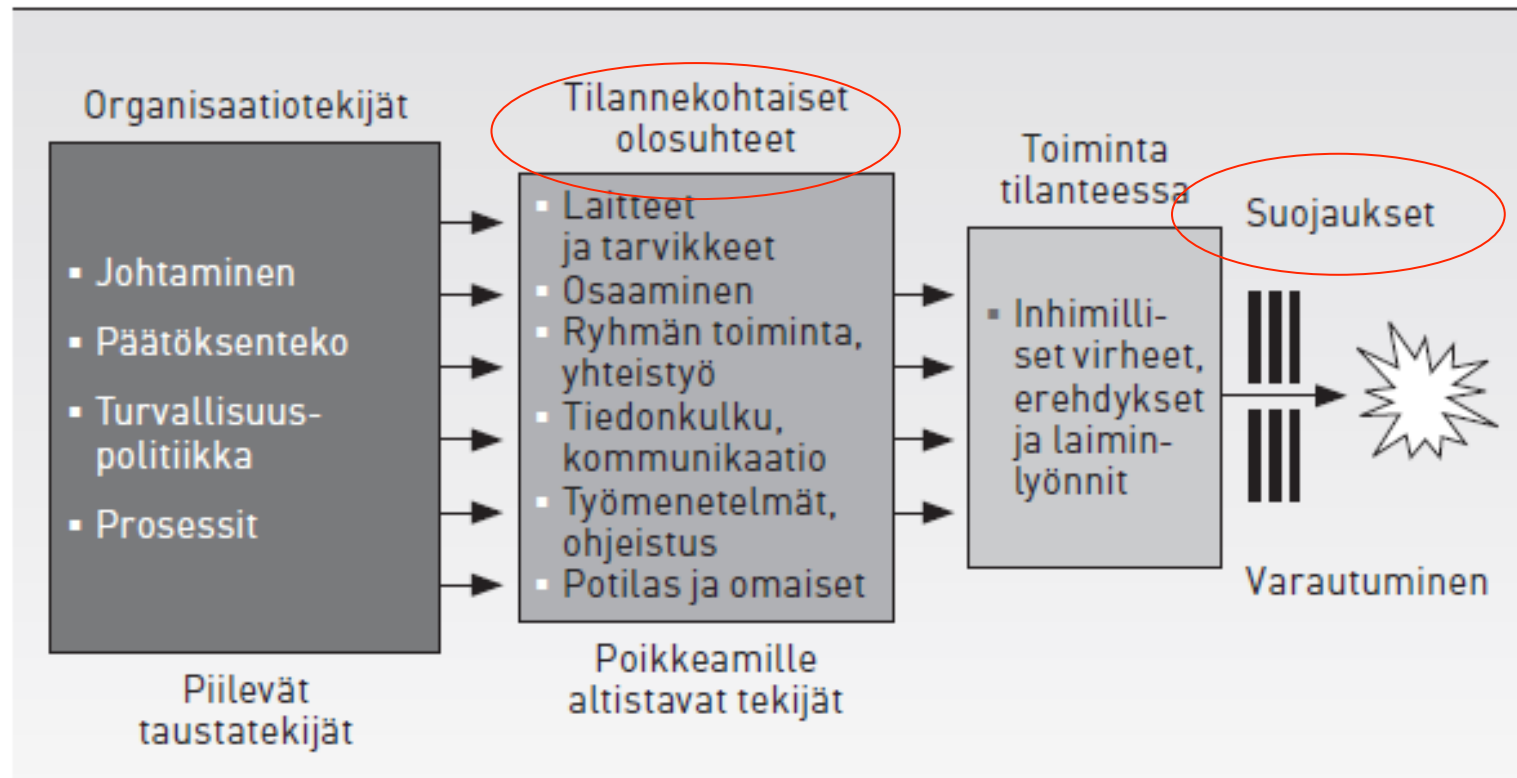 Organisaatiotekijät
▪ Johtaminen
▪ Päätöksenteko
▪ Turvallisuus-
politiikka
▪ Prosessit
Piilevät
taustatekijät
Tilannekohtaiset
olosuhteet
▪ Laitteet
ja tarvikkeet
▪ Osaaminen
▪ Ryhmän toiminta,
yhteistyö
▪ Tiedonkulku,
kommunikaatio
▪ Työmenetelmät,
ohjeistus
▪ Potilas ja omaiset
Poikkeamille
altistavat tekijät
Toiminta
tilanteessa
▪ Inhimilli-
set virheet,
erehdykset
ja laimin-
lyönnit
Suojaukset
Varautuminen